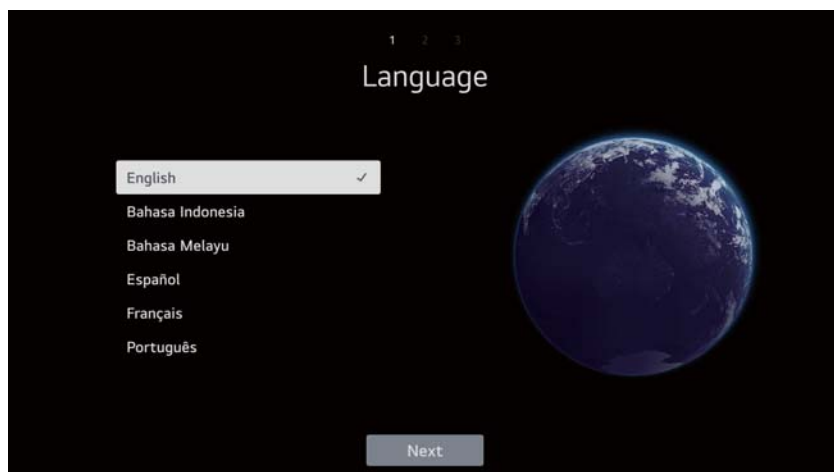 1 2 3
Language
English
Bahasa Indonesia
Bahasa Melayu
Español
Français
Português
Next